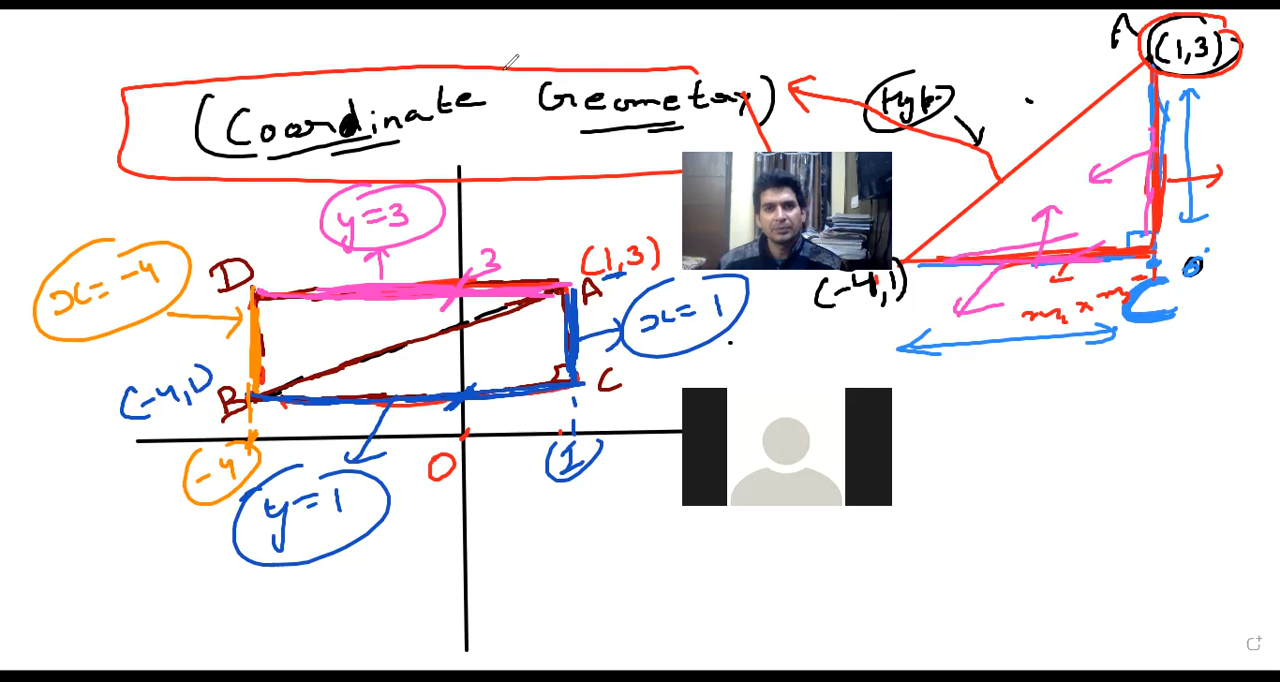 (Coordinate Geometry)
Hyp.
A
(1,3)
y=3
x=-4
D
3
(1,3)
A
x=1
(-4,1)
B
C
(-4,1)
C
-4
O
1
y=1